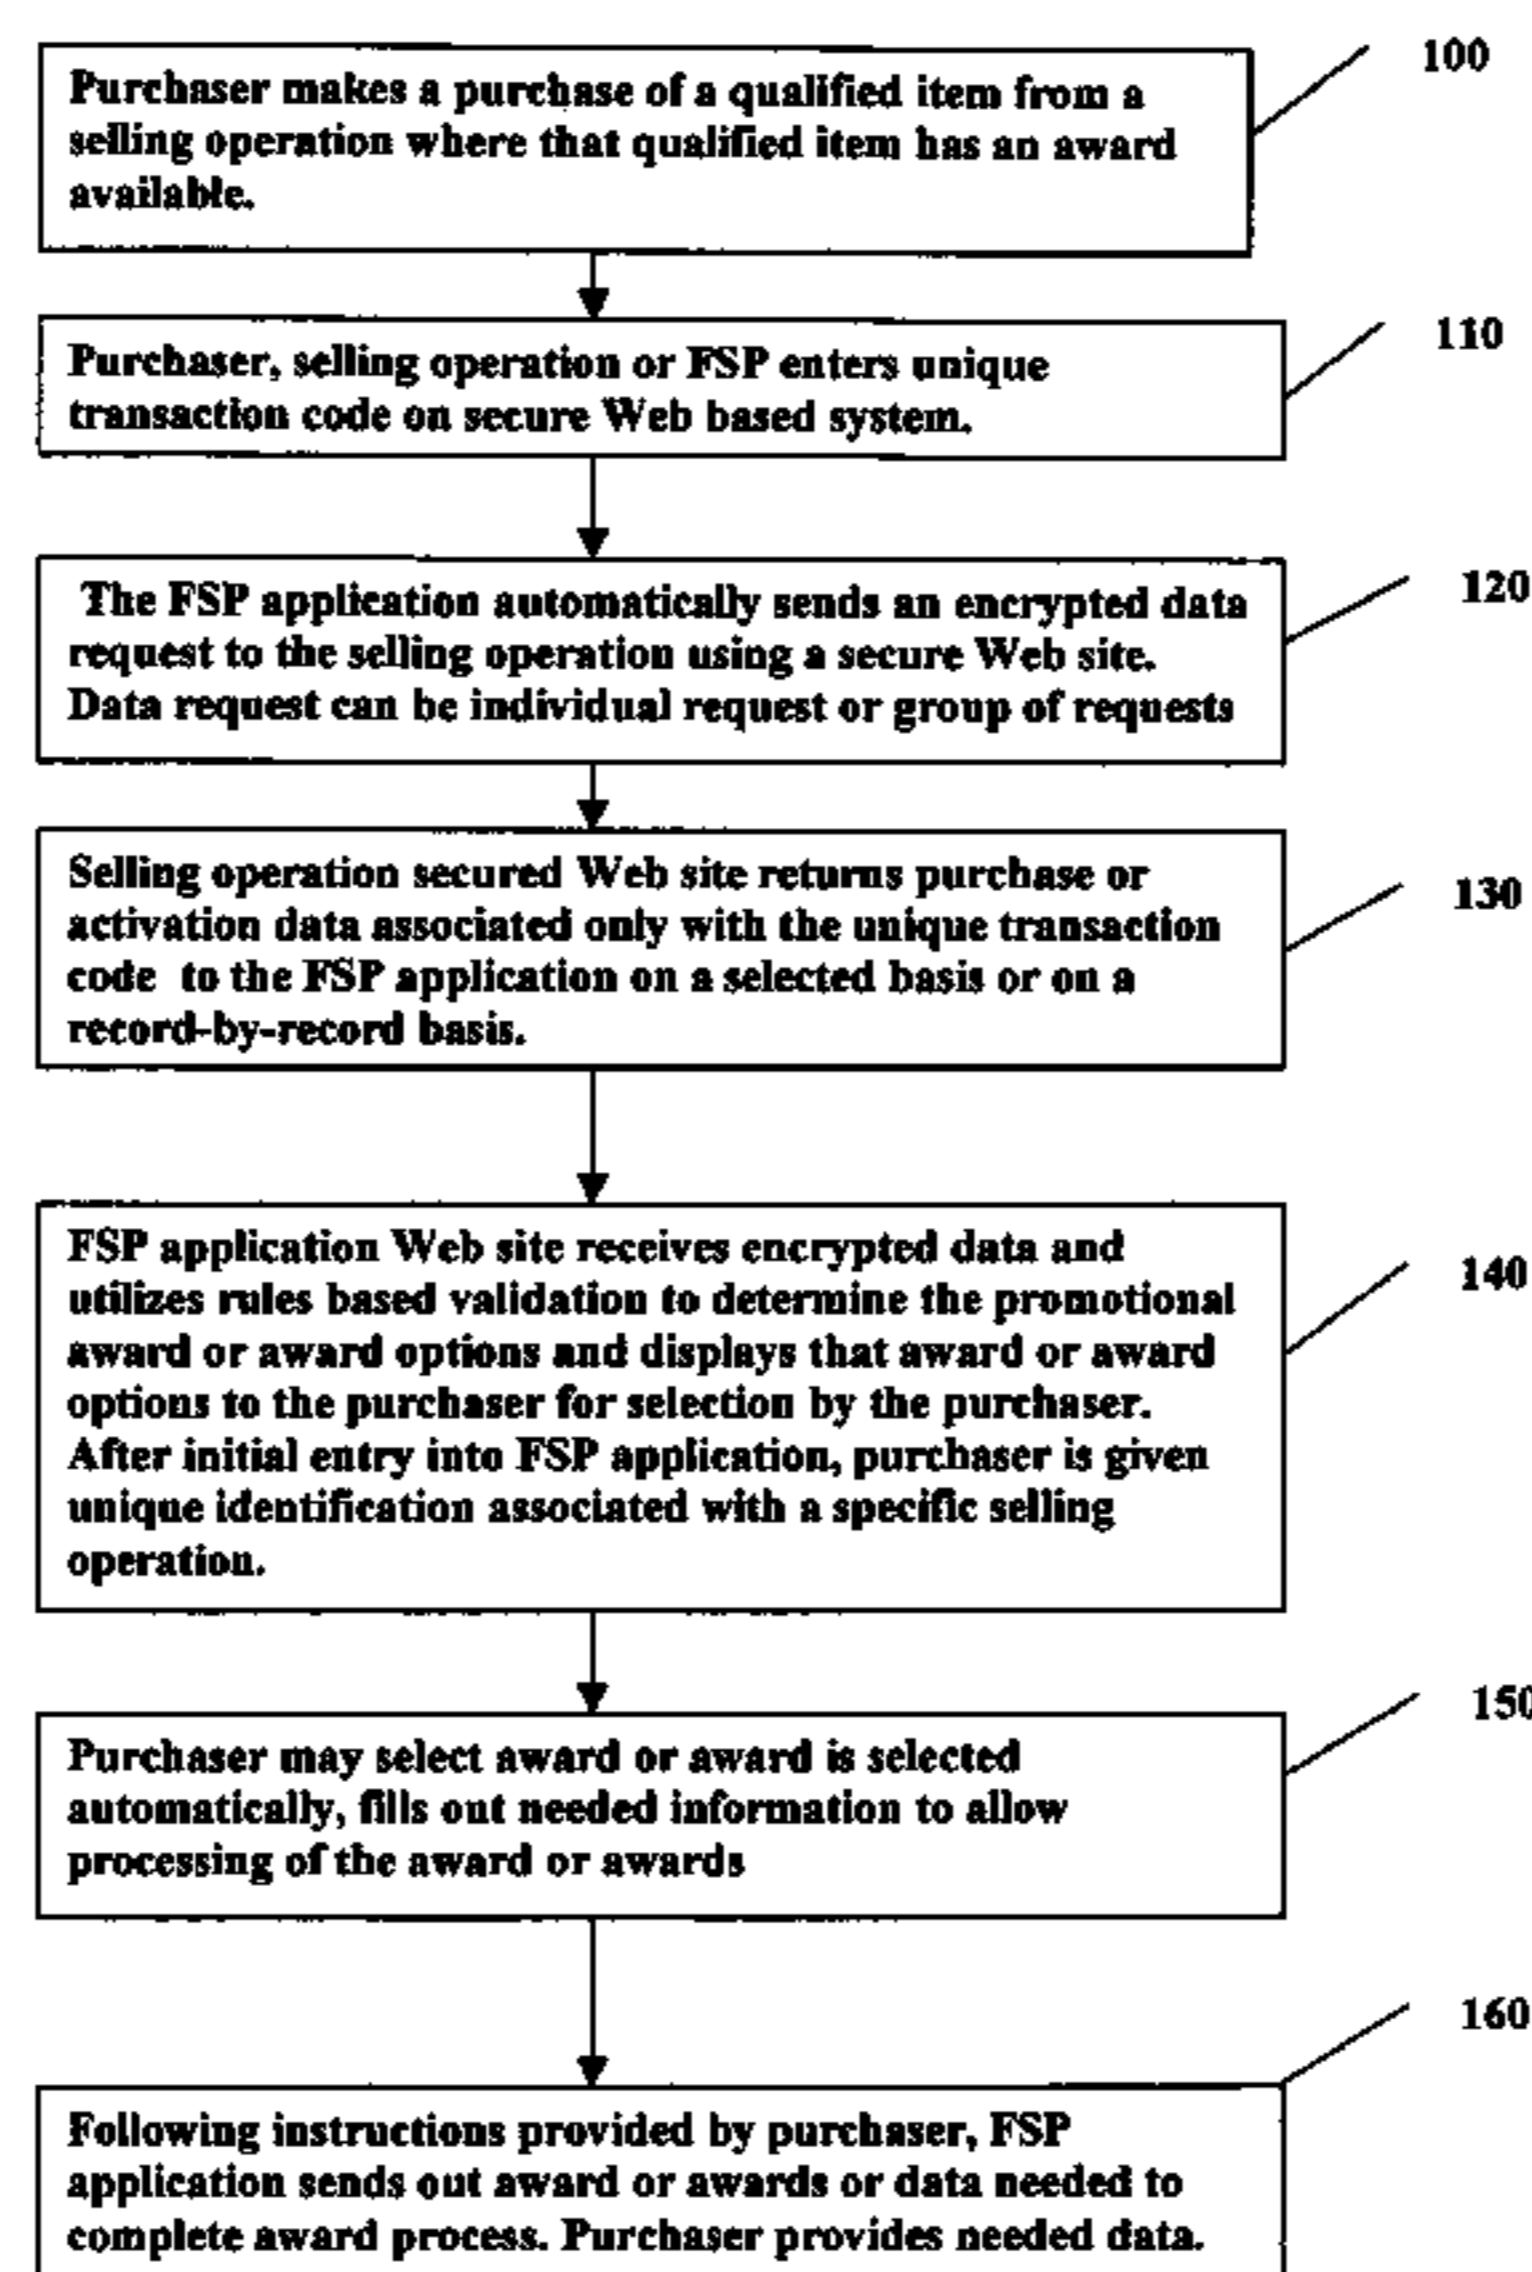 100
Purchaser makes a purchase of a qualified item from a
selling operation where that qualified item has an award
available.
110
Purchaser, selling operation or FSP enters unique
transaction code on secure Web based system.
120
The FSP application automatically sends an encrypted data
request to the selling operation using a secure Web site.
Data request can be individual request or group of requests
130
Selling operation secured Web site returns purchase or
activation data associated only with the unique transaction
code to the FSP application on a selected basis or on a
record-by-record basis.
140
FSP application Web site receives encrypted data and
utilizes rules based validation to determine the promotional
award or award options and displays that award or award
options to the purchaser for selection by the purchaser.
After initial entry into FSP application, purchaser is given
unique identification associated with a specific selling
operation.
150
Purchaser may select award or award is selected
automatically, fills out needed information to allow
processing of the award or awards
160
Following instructions provided by purchaser, FSP
application sends out award or awards or data needed to
complete award process. Purchaser provides needed data.